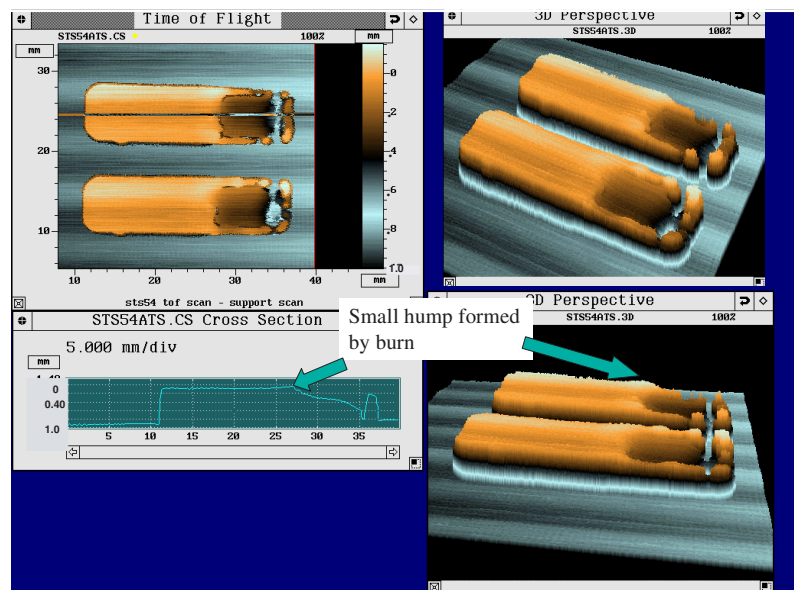 Time of Flight
STS54ATS.CS
100%
mm
mm
30
20
10
0
.2
.4
.6
.8
1.0
10
20
30
40
mm
sts54 tof scan - support scan
3D Perspective
STS54ATS.3D
100%
STS54ATS.CS Cross Section
5.000 mm/div
mm
0
0.40
1.0
5
10
15
20
25
30
35
Small hump formed
by burn
3D Perspective
STS54ATS.3D
100%